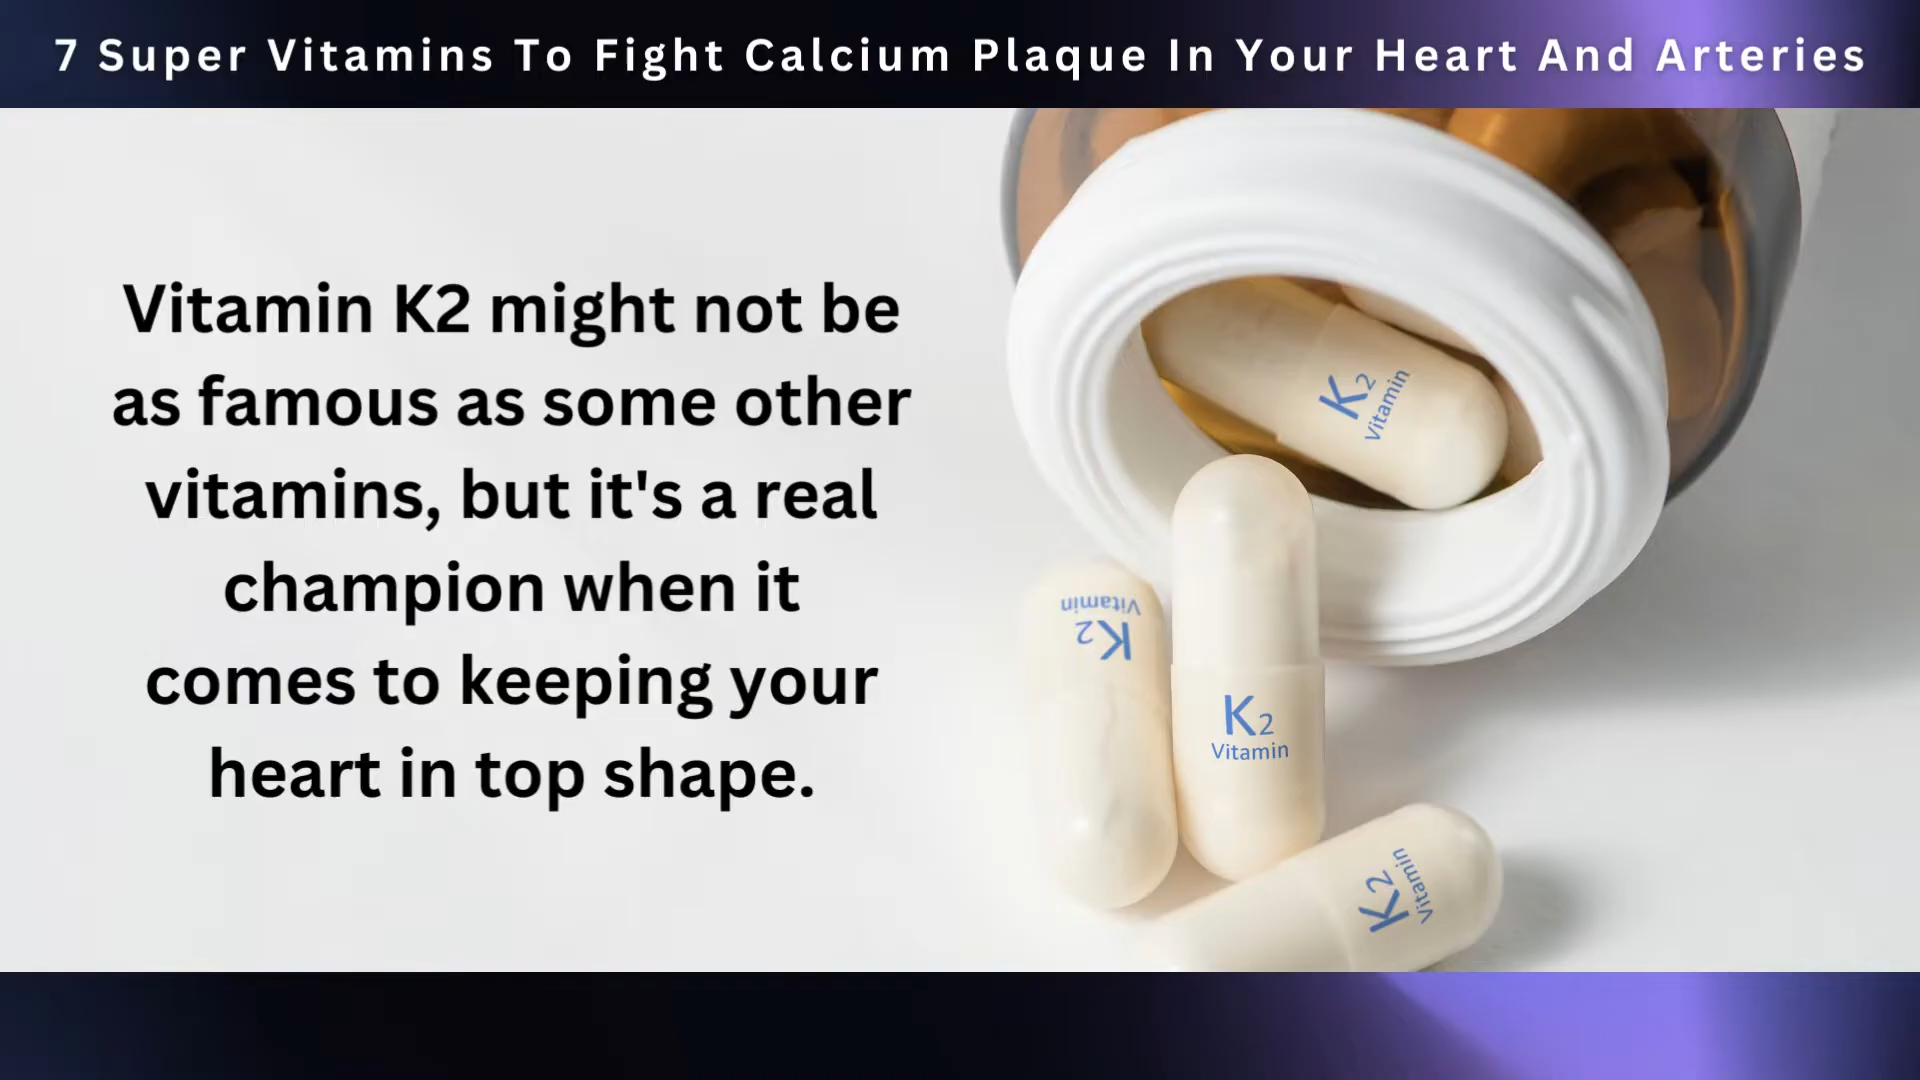 7 Super Vitamins To Fight Calcium Plaque In Your Heart And Arteries
Vitamin K2 might not be
as famous as some other
vitamins, but it's a real
champion when it
comes to keeping your
heart in top shape.
K2
Vitamin
Vitamin
K2
K2
Vitamin
K2
Vitamin